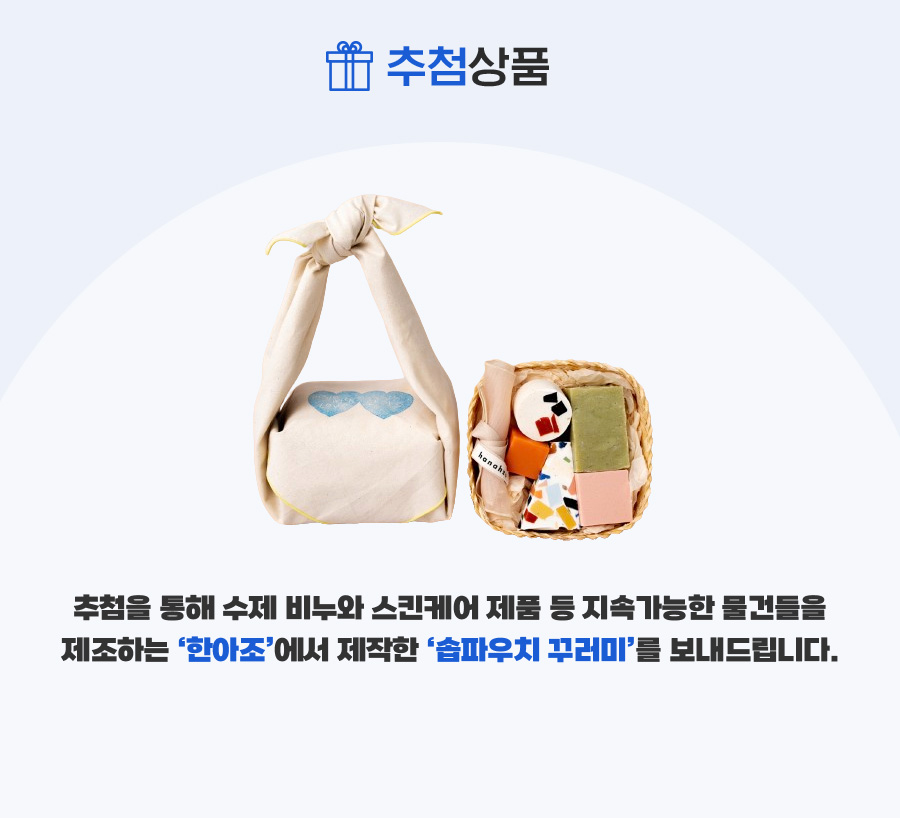 추첨상품
추첨을 통해 수제 비누와 스킨케어 제품 등 지속가능한 물건들을
제조하는 ‘한아조’에서 제작한 ‘솝파우치 꾸러미’를 보내드립니다.